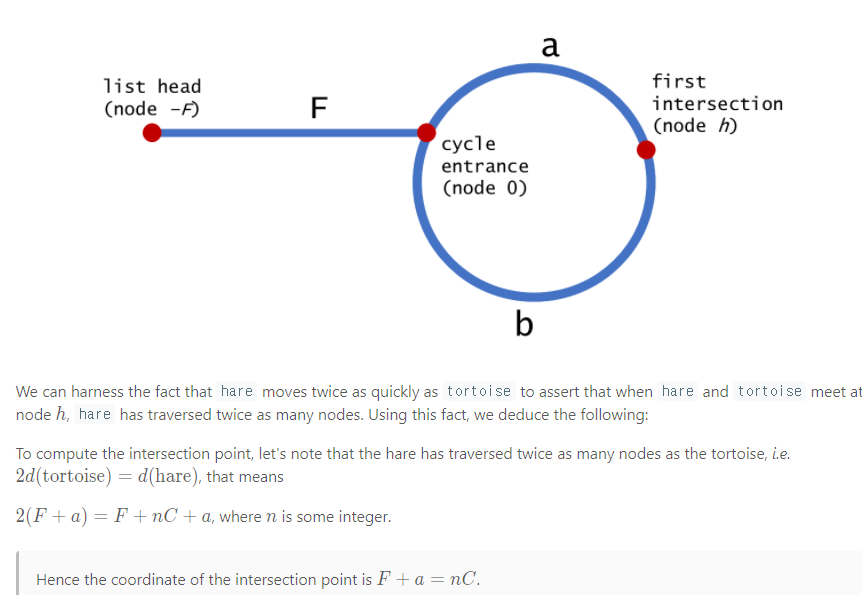 a
list head
(node -F)
F
first
intersection
(node h)
cycle
entrance
(node 0)
b
We can harness the fact that hare moves twice as quickly as tortoise to assert that when hare and tortoise meet at
node h, hare has traversed twice as many nodes. Using this fact, we deduce the following:
To compute the intersection point, let's note that the hare has traversed twice as many nodes as the tortoise, i.e.
2d(tortoise) = d(hare), that means
2(F + a) = F + nC + a, where n is some integer.
Hence the coordinate of the intersection point is F + a = nC.